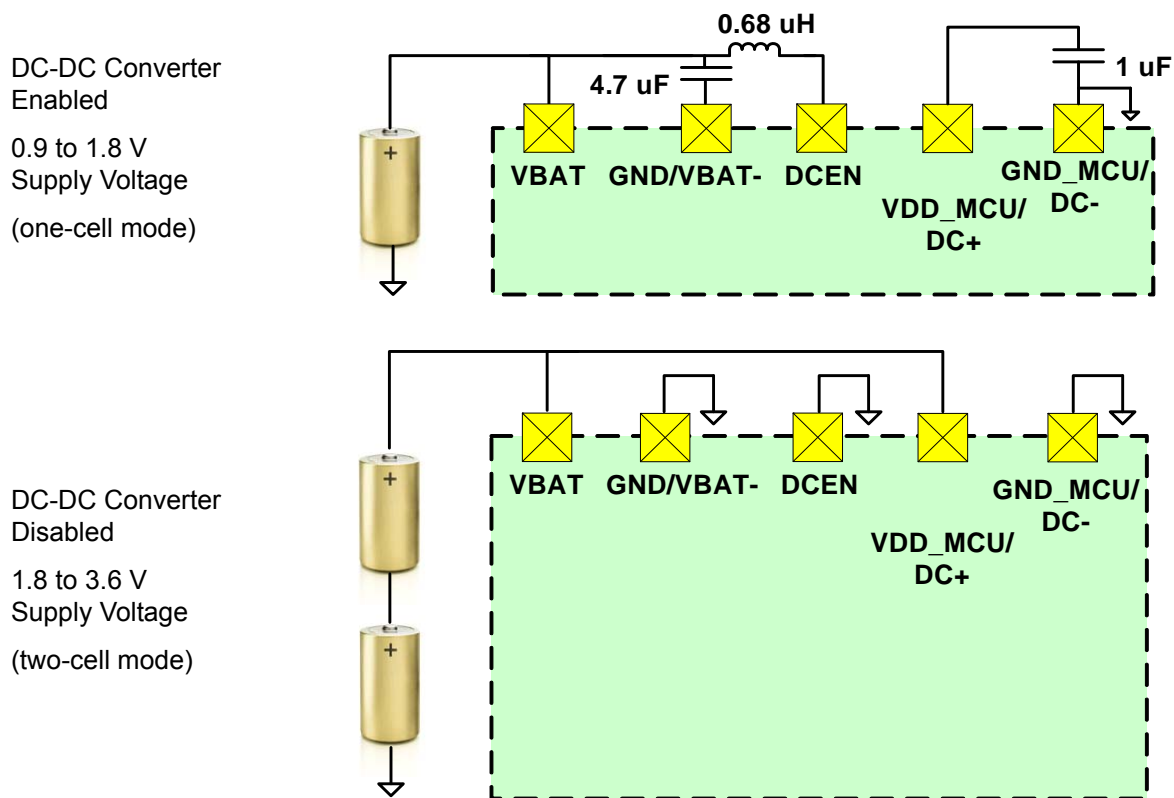 DC-DC Converter
Enabled
0.9 to 1.8 V
Supply Voltage
(one-cell mode)
0.68 uH
4.7 uF
1 uF
+
VBAT
GND/VBAT-
DCEN
VDD_MCU/
DC+
GND_MCU/
DC-
DC-DC Converter
Disabled
1.8 to 3.6 V
Supply Voltage
(two-cell mode)
+
+
VBAT
GND/VBAT-
DCEN
VDD_MCU/
DC+
GND_MCU/
DC-